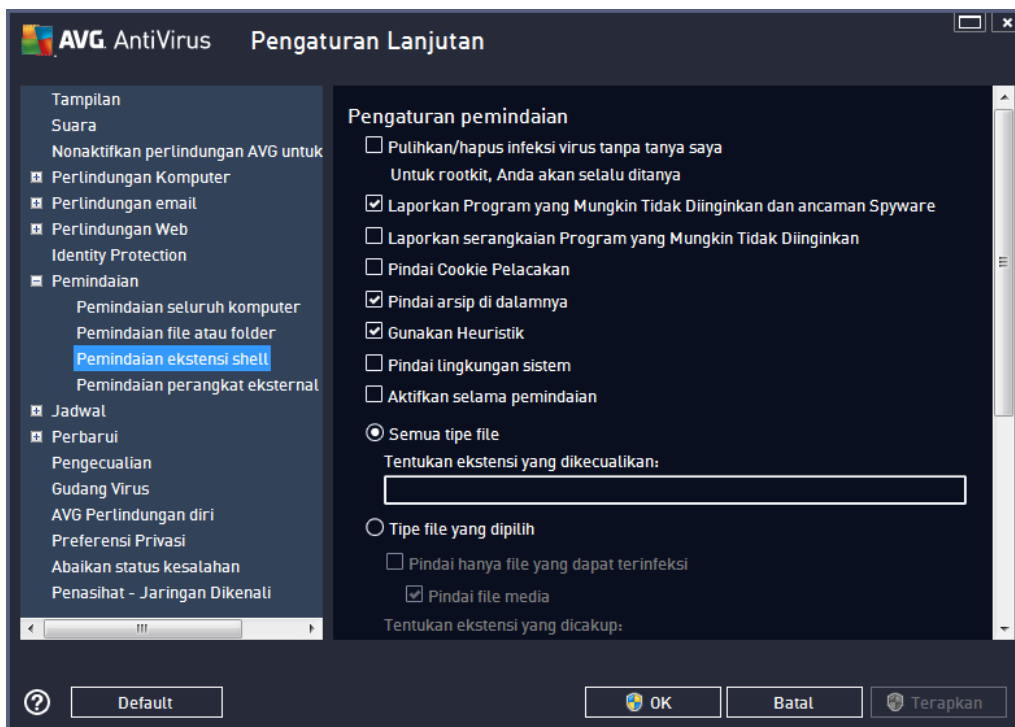 AVG. AntiVirus Pengaturan Lanjutan
Tampilan
Suara
Nonaktifkan perlindungan AVG untuk
Perlindungan Komputer
Perlindungan email
Perlindungan Web
Identity Protection
Pemindaian
Pemindaian seluruh komputer
Pemindaian file atau folder
Pemindaian ekstensi shell
Pemindaian perangkat eksternal
Jadwal
Perbarui
Pengecualian
Gudang Virus
AVG Perlindungan diri
Preferensi Privasi
Abaikan status kesalahan
Penasihat - Jaringan Dikenali
Pengaturan pemindaian
Pulihkan/hapus infeksi virus tanpa tanya saya
Untuk rootkit, Anda akan selalu ditanya
Laporkan Program yang Mungkin Tidak Diinginkan dan ancaman Spyware
Laporkan serangkaian Program yang Mungkin Tidak Diinginkan
Pindai Cookie Pelacakan
Pindai arsip di dalamnya
Gunakan Heuristik
Pindai lingkungan sistem
Aktifkan selama pemindaian
Semua tipe file
Tentukan ekstensi yang dikecualikan:
Tipe file yang dipilih
Pindai hanya file yang dapat terinfeksi
Pindai file media
Tentukan ekstensi yang dicakup:
? Default OK Batal Terapkan